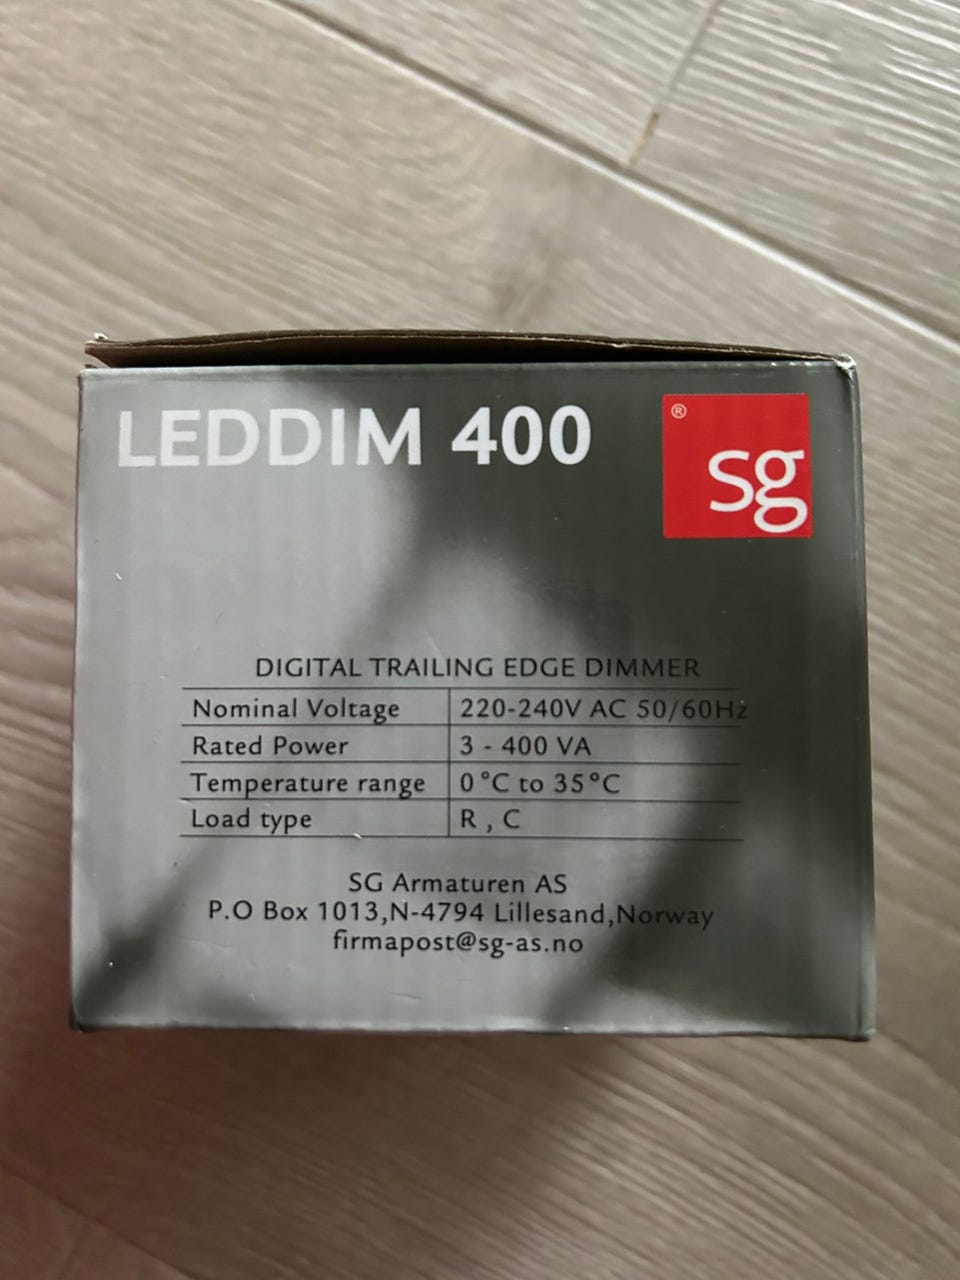 LEDDIM 400
®
sg
DIGITAL TRAILING EDGE DIMMER
Nominal Voltage 220-240V AC 50/60Hz
Rated Power 3 - 400 VA
Temperature range 0°C to 35°C
Load type R , C
SG Armaturen AS
P.O Box 1013,N-4794 Lillesand,Norway
firmapost@sg-as.no